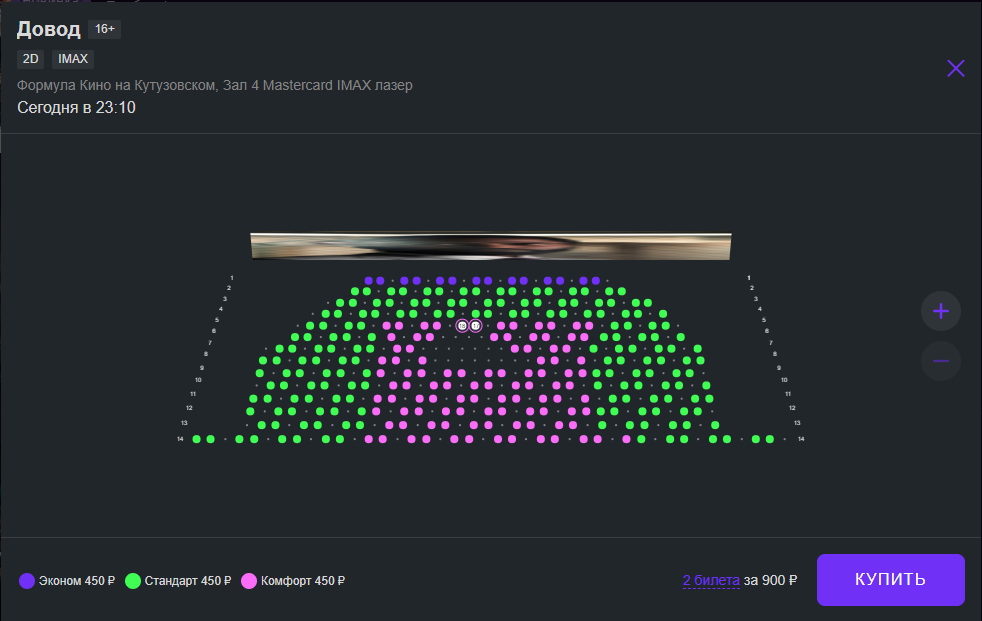 Довод 16+
2D IMAX
Формула Кино на Кутузовском, Зал 4 Mastercard IMAX лазер
Сегодня в 23:10
1 1
2 2
3 3
4 4
5 5
6 6
7 7
8 8
9 9
10 10
11 11
12 12
13 13
14 14
Эконом 450 ₽ Стандарт 450 ₽ Комфорт 450 ₽
2 билета за 900 ₽
КУПИТЬ